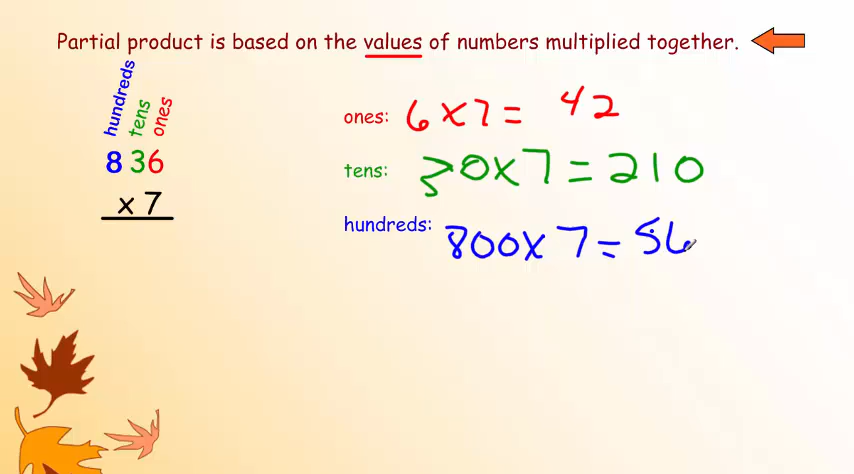 Partial product is based on the values of numbers multiplied together.
hundreds tens ones
836
x 7
ones: 6x7= 42
tens: 30x7=210
hundreds: 800x7=56